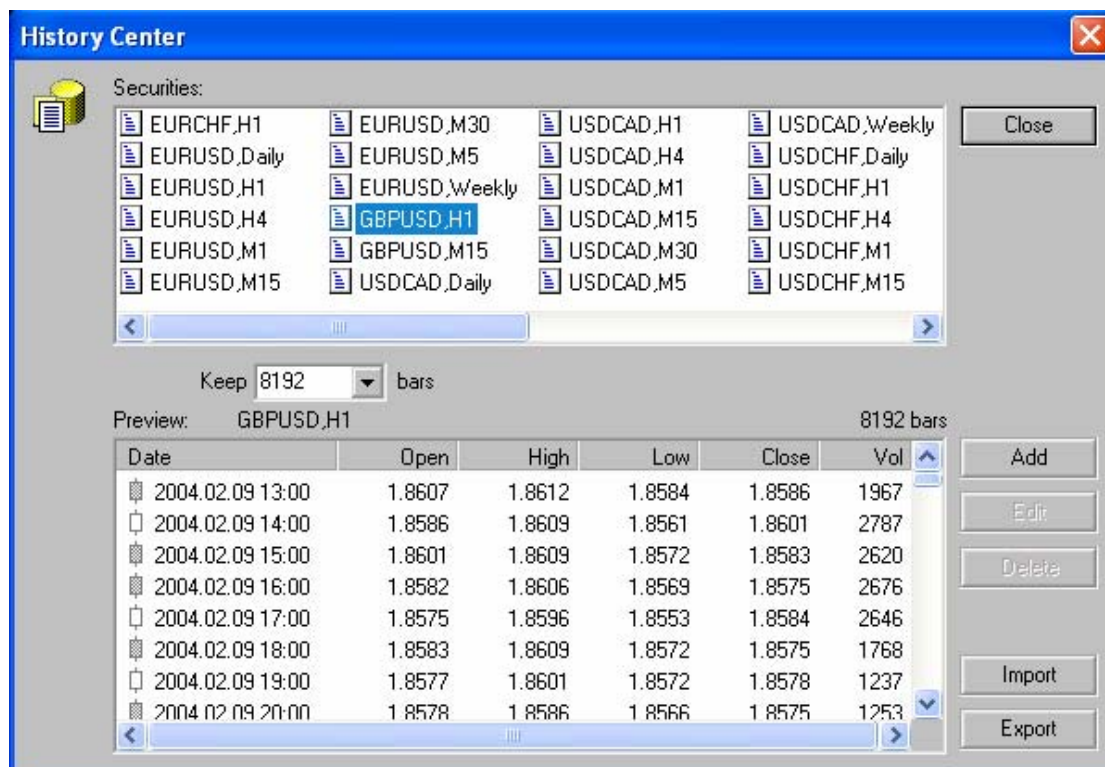 History Center
Securities:
EURCHF,H1 EURUSD,M30 USDCAD,H1 USDCAD,Weekly
EURUSD,Daily EURUSD,M5 USDCAD,H4 USDCHF,Daily
EURUSD,H1 EURUSD,Weekly USDCAD,M1 USDCHF,H1
EURUSD,H4 GBPUSD,H1 USDCAD,M15 USDCHF,H4
EURUSD,M1 GBPUSD,M15 USDCAD,M30 USDCHF,M1
EURUSD,M15 USDCAD,Daily USDCAD,M5 USDCHF,M15
Close
Keep 8192 bars
Preview: GBPUSD,H1 8192 bars
Date Open High Low Close Vol
2004.02.09 13:00 1.8607 1.8612 1.8584 1.8586 1967
2004.02.09 14:00 1.8586 1.8609 1.8561 1.8601 2787
2004.02.09 15:00 1.8601 1.8609 1.8572 1.8583 2620
2004.02.09 16:00 1.8582 1.8606 1.8569 1.8575 2676
2004.02.09 17:00 1.8575 1.8596 1.8553 1.8584 2646
2004.02.09 18:00 1.8583 1.8609 1.8572 1.8575 1768
2004.02.09 19:00 1.8577 1.8601 1.8572 1.8578 1237
2004.02.09 20:00 1.8578 1.8586 1.8566 1.8575 1253
Add
Edit
Delete
Import
Export